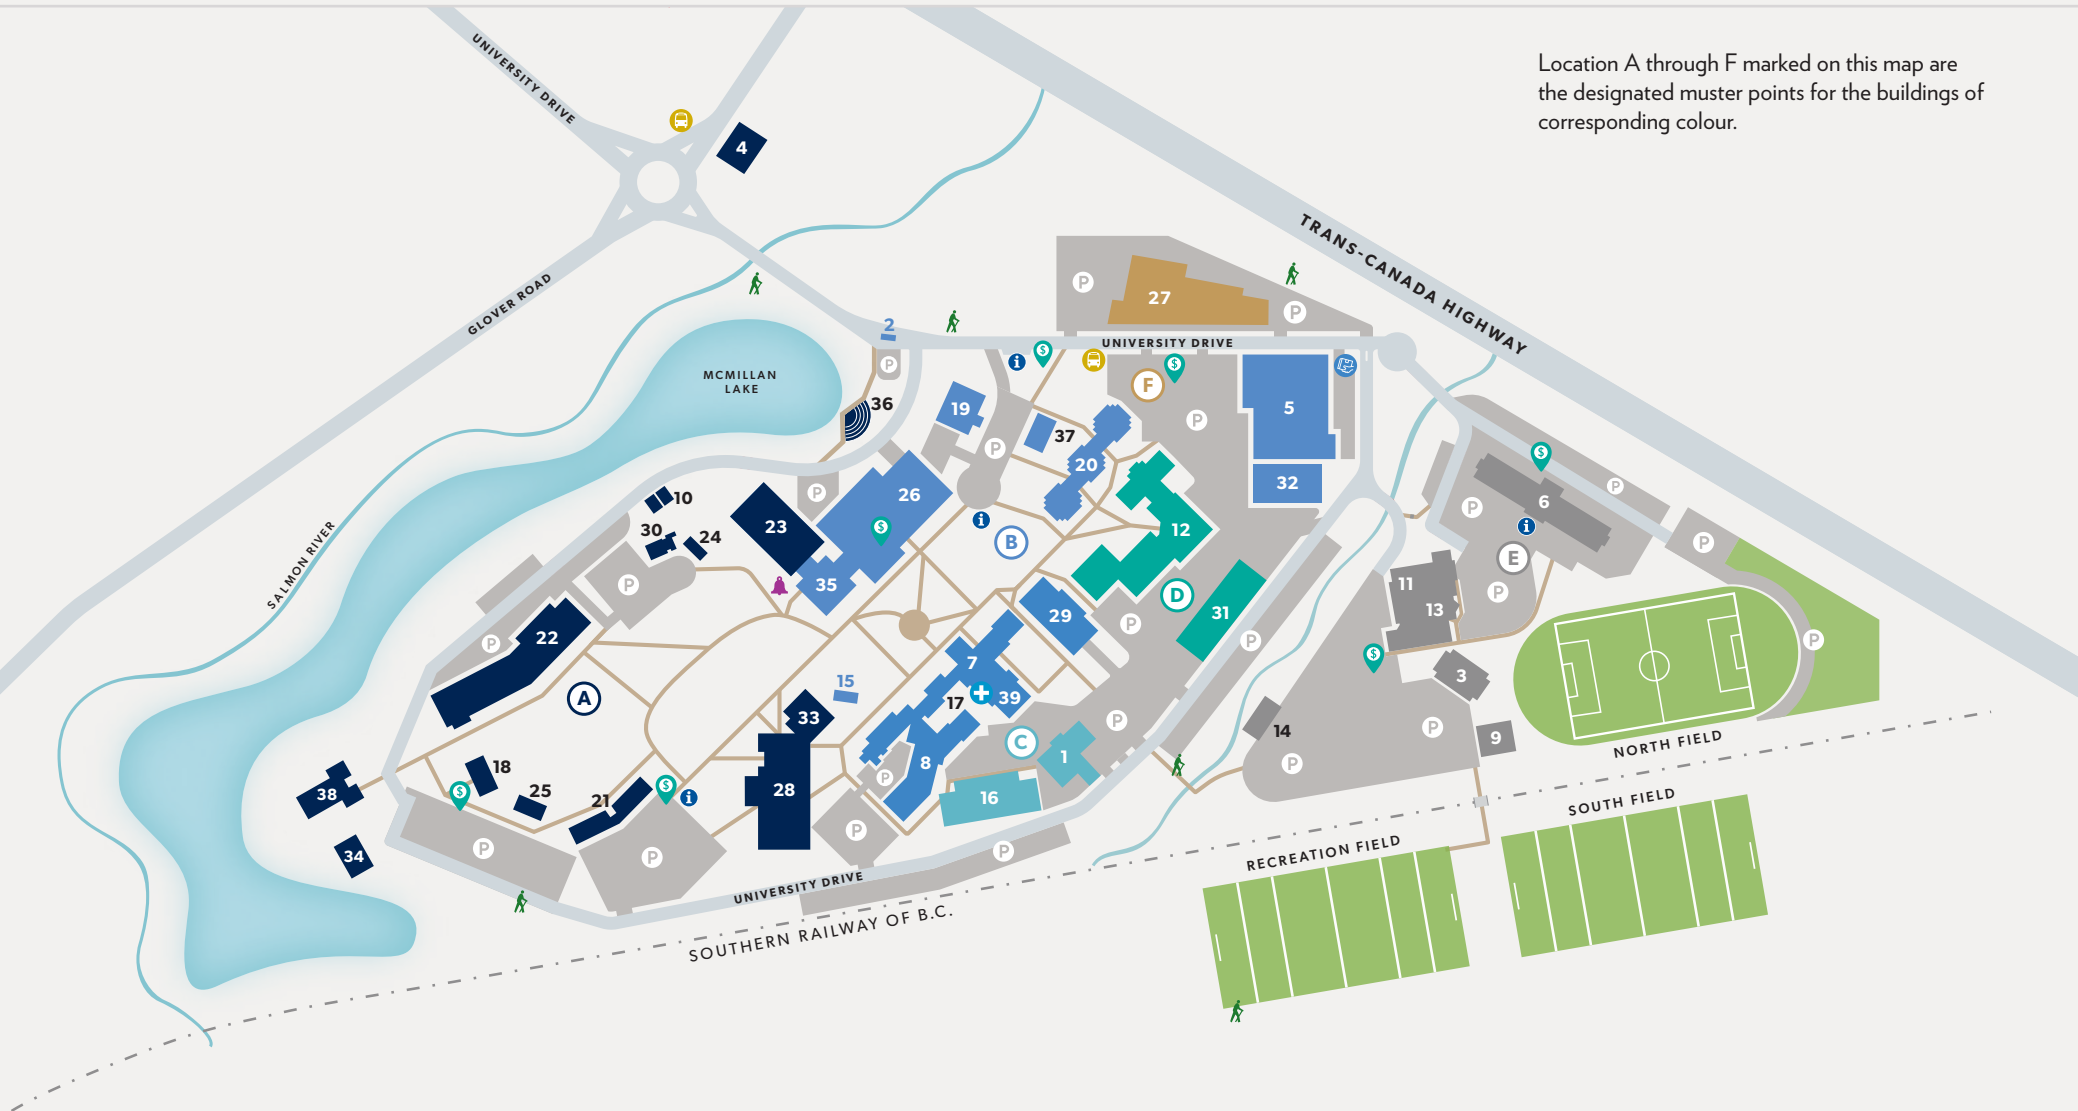 Location A through F marked on this map are
the designated muster points for the buildings of
corresponding colour.
UNIVERSITY DRIVE
4
TRANS-CANADA HIGHWAY
GLOVER ROAD
P
27
P
2
UNIVERSITY DRIVE
i
$
$
P
MCMILLAN
LAKE
F
36
19
5
37
P
P
20
$
6
P
P
26
32
10
P
23
$
i
B
12
i
30
24
P
E
SALMON RIVER
P
35
D
11
13
P
22
P
29
31
P
P
P
$
7
3
A
15
17
39
33
P
14
P
9
NORTH FIELD
C
1
18
8
P
P
38
$
25
21
$
i
28
16
SOUTH FIELD
P
34
P
P
P
RECREATION FIELD
UNIVERSITY DRIVE
SOUTHERN RAILWAY OF B.C.